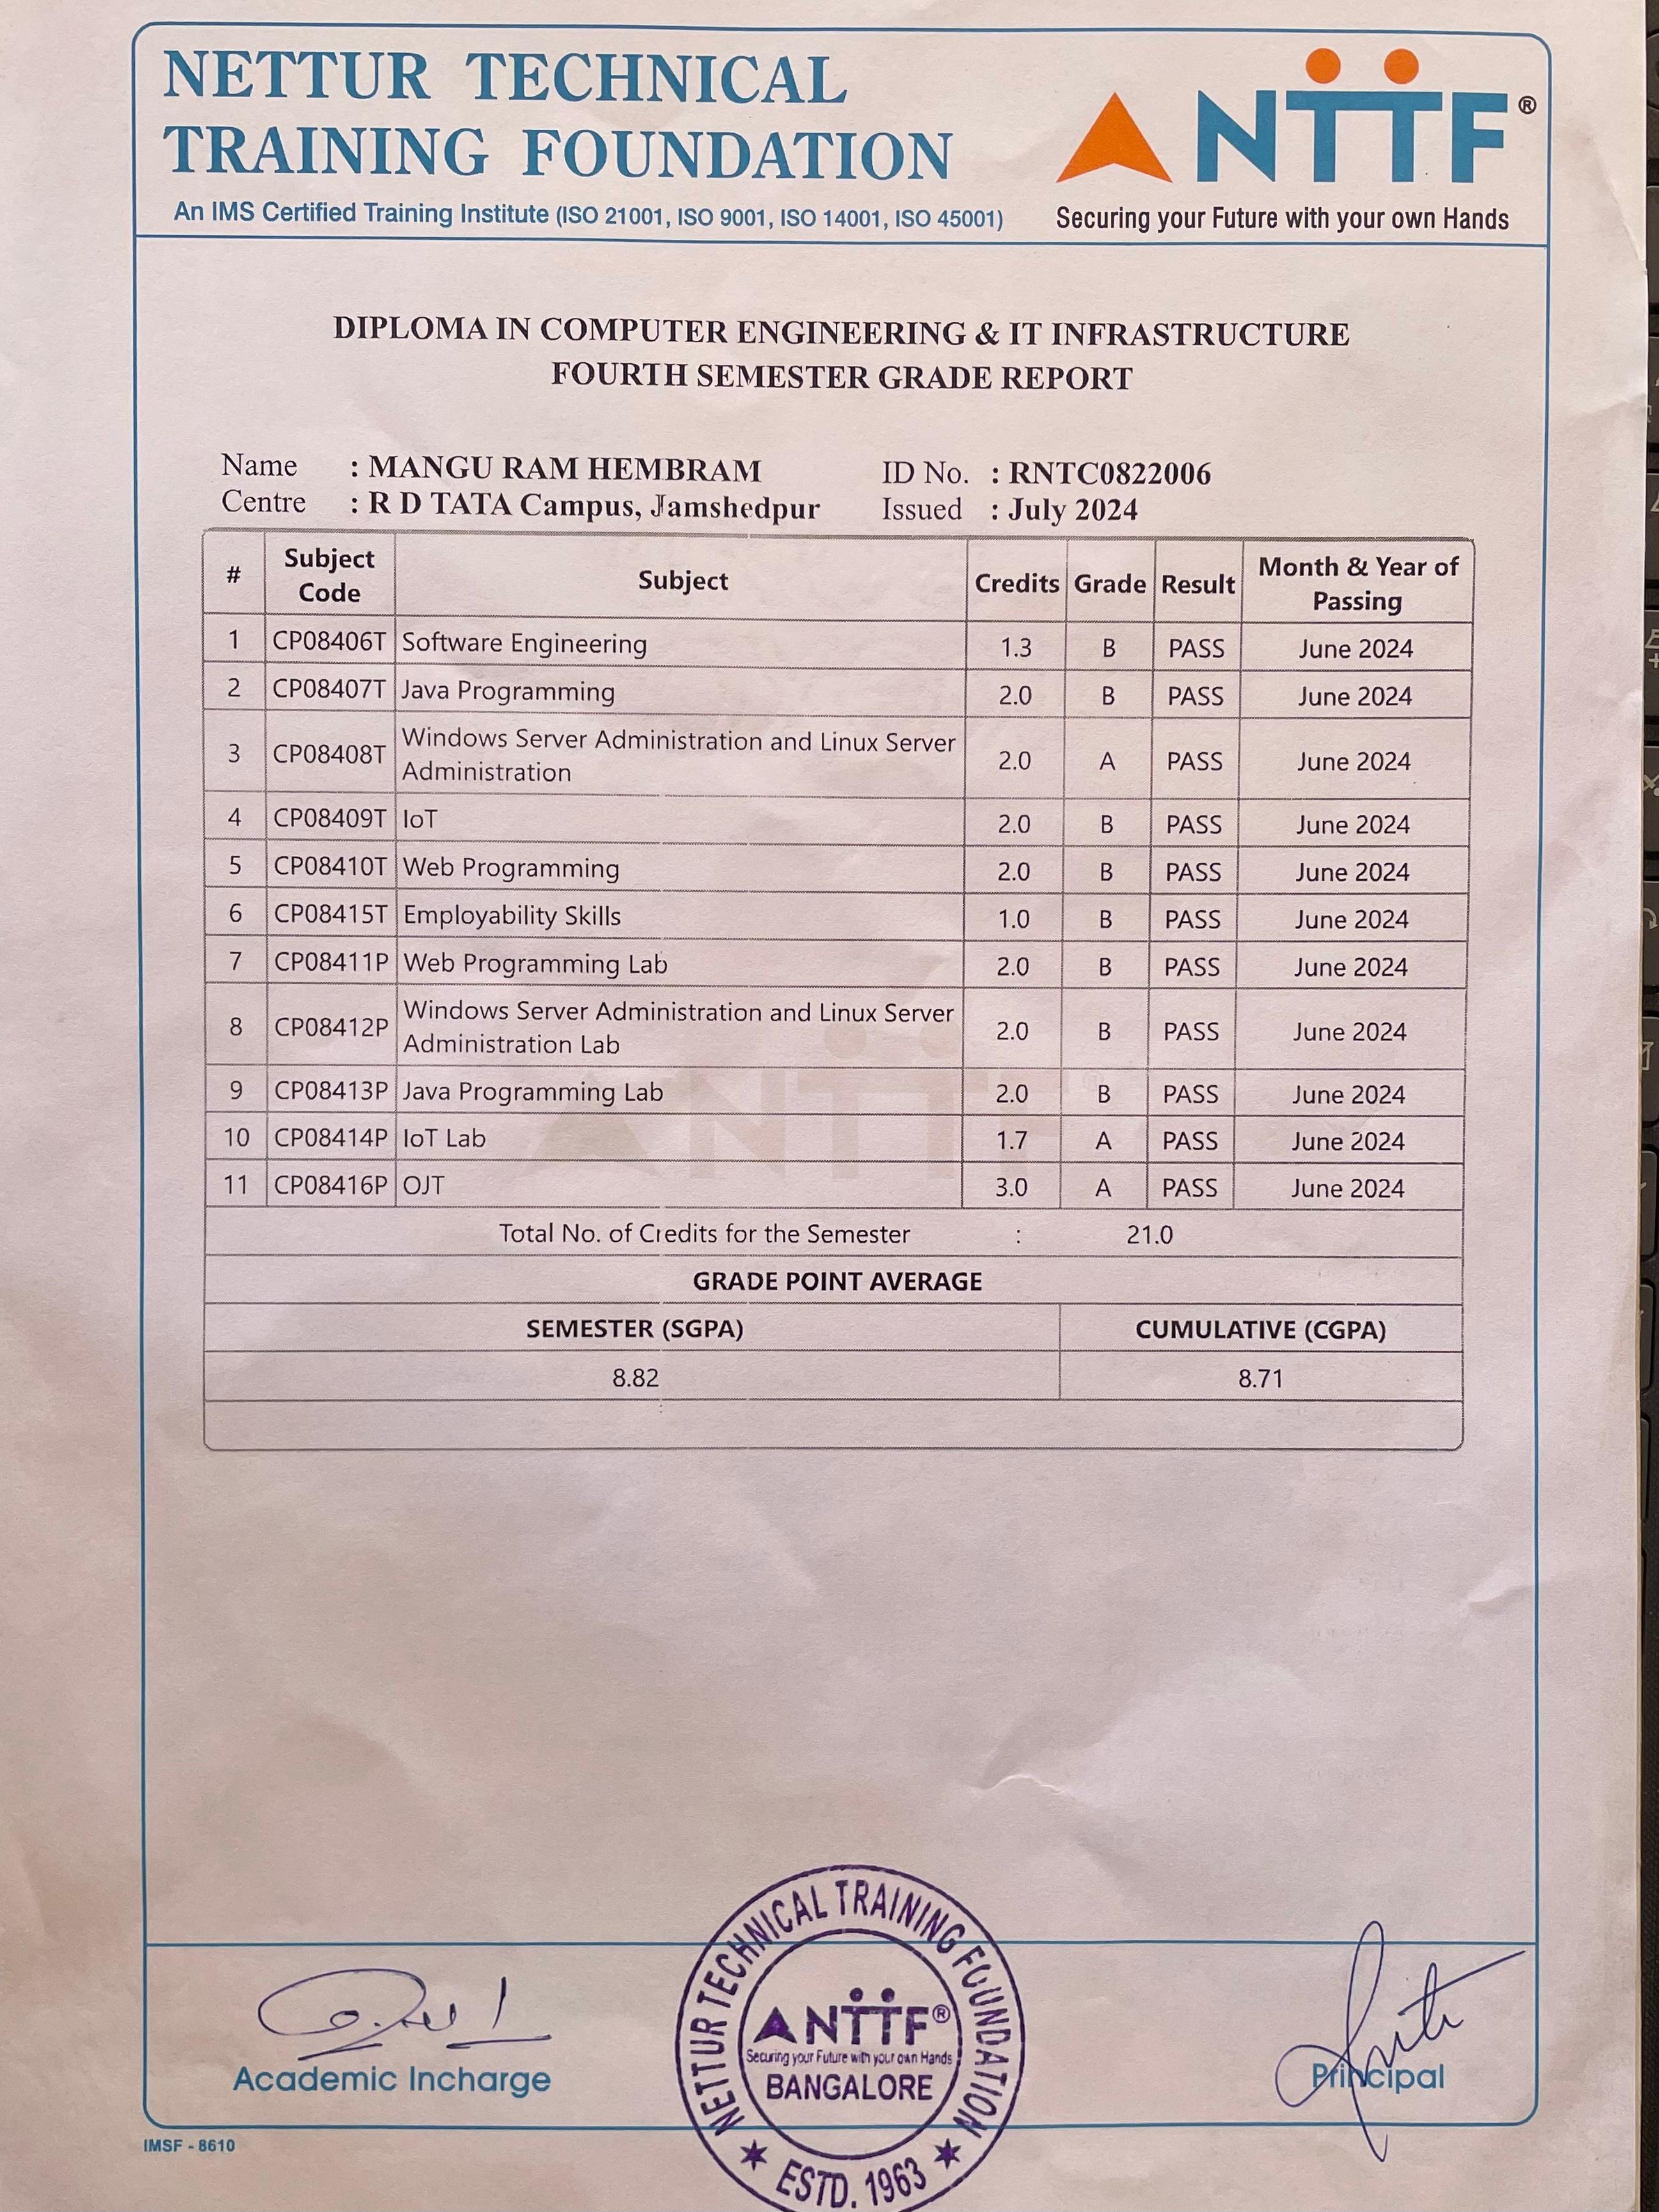 NETTUR TECHNICAL
TRAINING FOUNDATION
An IMS Certified Training Institute (ISO 21001, ISO 9001, ISO 14001, ISO 45001)
ANTTF®
Securing your Future with your own Hands
DIPLOMA IN COMPUTER ENGINEERING & IT INFRASTRUCTURE
FOURTH SEMESTER GRADE REPORT
Name : MANGU RAM HEMBRAM ID No. : RNTC0822006
Centre : R D TATA Campus, Jamshedpur Issued : July 2024
# Subject Code Subject Credits Grade Result Month & Year of Passing
1 CP08406T Software Engineering 1.3 B PASS June 2024
2 CP08407T Java Programming 2.0 B PASS June 2024
3 CP08408T Windows Server Administration and Linux Server Administration 2.0 A PASS June 2024
4 CP08409T IoT 2.0 B PASS June 2024
5 CP08410T Web Programming 2.0 B PASS June 2024
6 CP08415T Employability Skills 1.0 B PASS June 2024
7 CP08411P Web Programming Lab 2.0 B PASS June 2024
8 CP08412P Windows Server Administration and Linux Server Administration Lab 2.0 B PASS June 2024
9 CP08413P Java Programming Lab 2.0 B PASS June 2024
10 CP08414P IoT Lab 1.7 A PASS June 2024
11 CP08416P OJT 3.0 A PASS June 2024
Total No. of Credits for the Semester : 21.0
GRADE POINT AVERAGE
SEMESTER (SGPA) CUMULATIVE (CGPA)
8.82 8.71
NETTUR TECHNICAL TRAINING FOUNDATION
ANTTF®
Securing your Future with your own Hands
BANGALORE
ESTD. 1963
Academic Incharge
Principal
IMSF - 8610